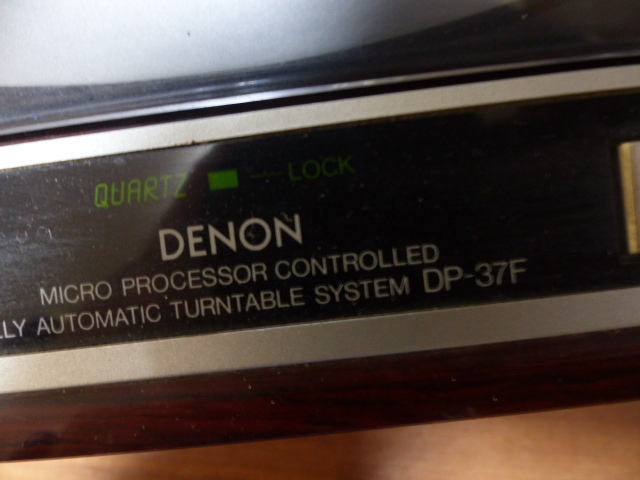 QUARTZ LOCK
DENON
MICRO PROCESSOR CONTROLLED
LLY AUTOMATIC TURNTABLE SYSTEM DP-37F